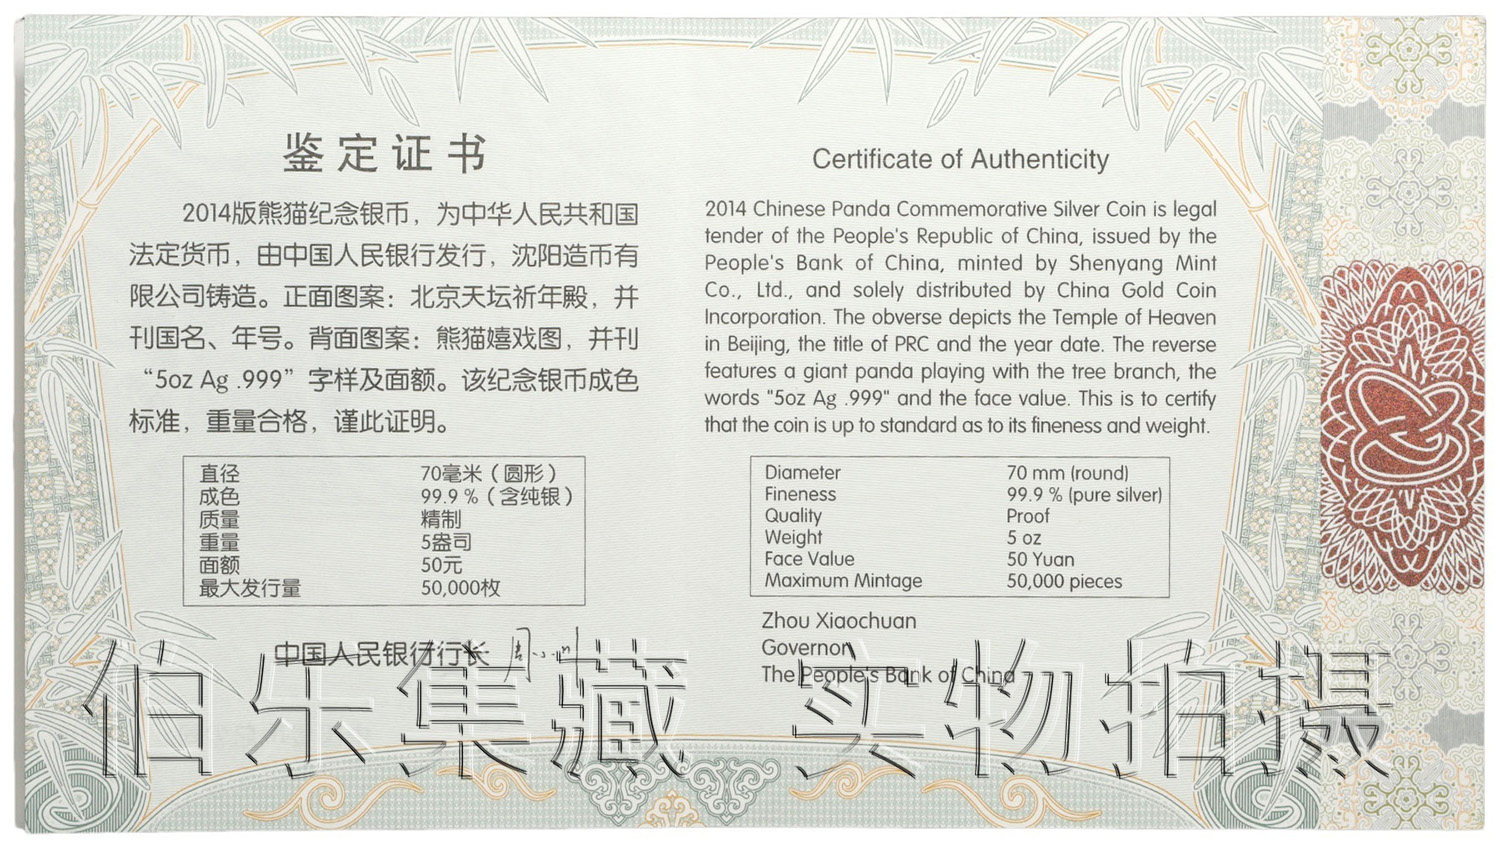 鉴定证书
2014版熊猫纪念银币，为中华人民共和国
法定货币，由中国人民银行发行，沈阳造币有
限公司铸造。正面图案：北京天坛祈年殿，并
刊国名、年号。背面图案：熊猫嬉戏图，并刊
“5oz Ag .999”字样及面额。该纪念银币成色
标准，重量合格，谨此证明。
直径 70毫米（圆形）
成色 99.9 %（含纯银）
质量 精制
重量 5盎司
面额 50元
最大发行量 50,000枚
中国人民银行行长
Certificate of Authenticity
2014 Chinese Panda Commemorative Silver Coin is legal
tender of the People's Republic of China, issued by the
People's Bank of China, minted by Shenyang Mint
Co., Ltd., and solely distributed by China Gold Coin
Incorporation. The obverse depicts the Temple of Heaven
in Beijing, the title of PRC and the year date. The reverse
features a giant panda playing with the tree branch, the
words "5oz Ag .999" and the face value. This is to certify
that the coin is up to standard as to its fineness and weight.
Diameter 70 mm (round)
Fineness 99.9 % (pure silver)
Quality Proof
Weight 5 oz
Face Value 50 Yuan
Maximum Mintage 50,000 pieces
Zhou Xiaochuan
Governor
The People's Bank of China
伯乐集藏 实物拍摄